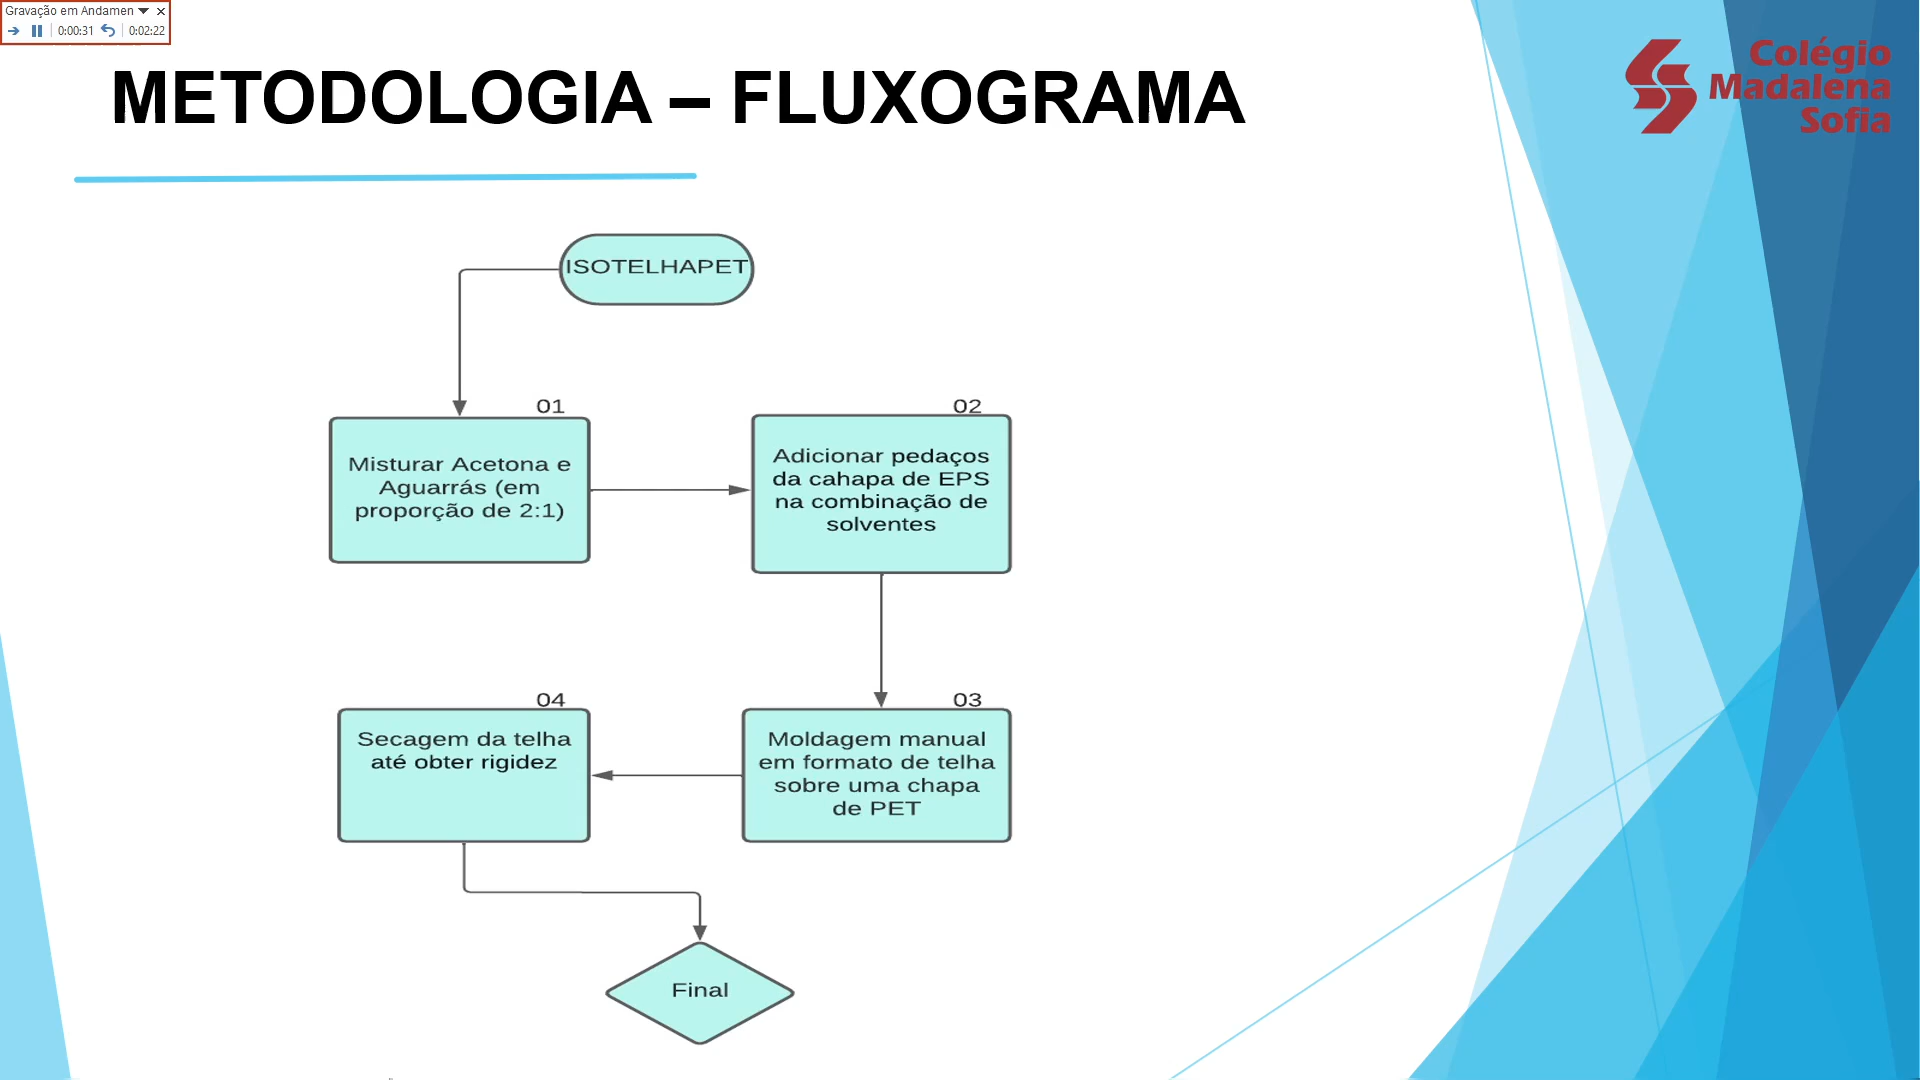 Gravação em Andamen
0:00:31 0:02:22
METODOLOGIA – FLUXOGRAMA
Colégio
Madalena
Sofia
ISOTELHAPET
01
Misturar Acetona e
Aguarrás (em
proporção de 2:1)
02
Adicionar pedaços
da cahapa de EPS
na combinação de
solventes
03
Moldagem manual
em formato de telha
sobre uma chapa
de PET
04
Secagem da telha
até obter rigidez
Final